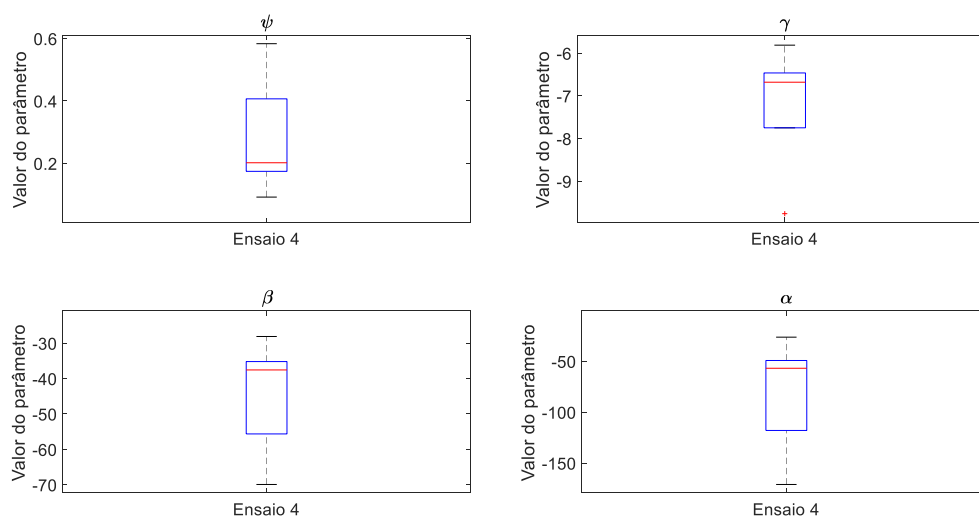 ψ
Valor do parâmetro
0.6
0.4
0.2
Ensaio 4
γ
Valor do parâmetro
-6
-7
-8
-9
Ensaio 4
β
Valor do parâmetro
-30
-40
-50
-60
-70
Ensaio 4
α
Valor do parâmetro
-50
-100
-150
Ensaio 4